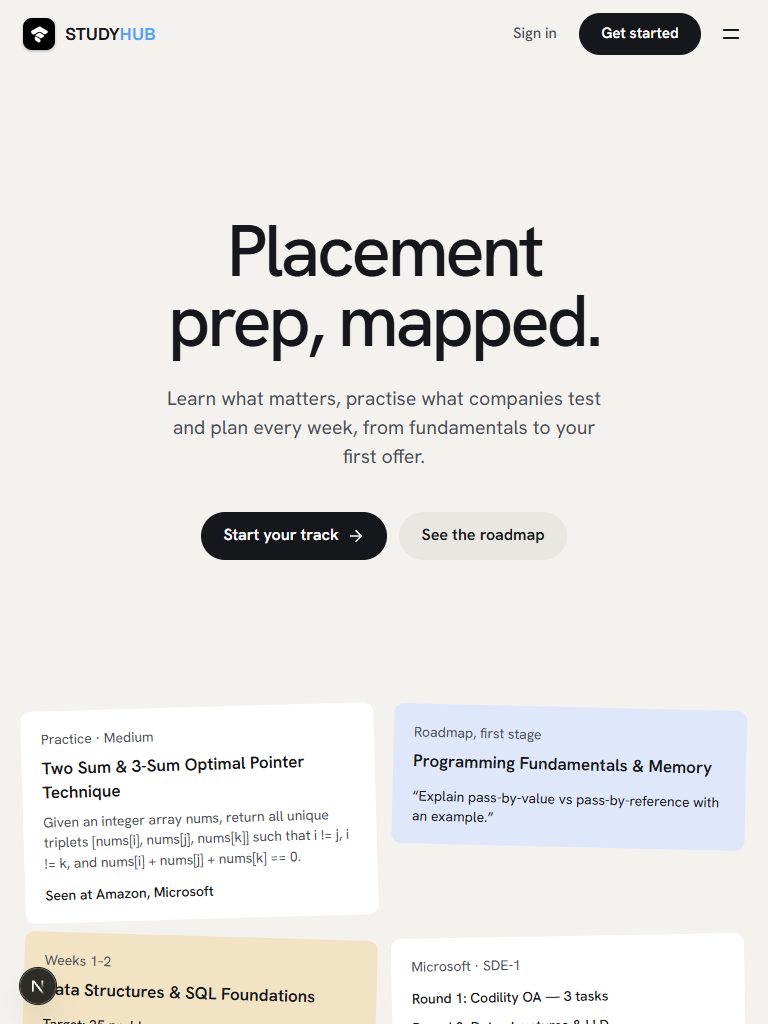 STUDYHUB
Sign in
Get started
Placement
prep, mapped.
Learn what matters, practise what companies test
and plan every week, from fundamentals to your
first offer.
Start your track →
See the roadmap
Practice · Medium
Two Sum & 3-Sum Optimal Pointer
Technique
Given an integer array nums, return all unique
triplets [nums[i], nums[j], nums[k]] such that i != j, i
!= k, and nums[i] + nums[j] + nums[k] == 0.
Seen at Amazon, Microsoft
Roadmap, first stage
Programming Fundamentals & Memory
“Explain pass-by-value vs pass-by-reference with
an example.”
Weeks 1–2
Data Structures & SQL Foundations
N
Microsoft · SDE-1
Round 1: Codility OA — 3 tasks